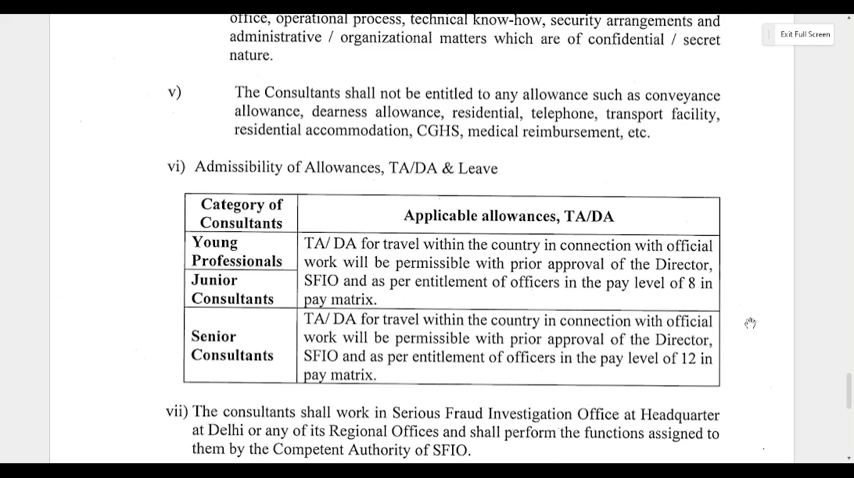 office, operational process, technical know-how, security arrangements and
administrative / organizational matters which are of confidential / secret
nature.
Exit Full Screen
v) The Consultants shall not be entitled to any allowance such as conveyance
allowance, dearness allowance, residential, telephone, transport facility,
residential accommodation, CGHS, medical reimbursement, etc.
vi) Admissibility of Allowances, TA/DA & Leave
Category of
Consultants
Applicable allowances, TA/DA
Young
Professionals
Junior
Consultants
TA/ DA for travel within the country in connection with official
work will be permissible with prior approval of the Director,
SFIO and as per entitlement of officers in the pay level of 8 in
pay matrix.
Senior
Consultants
TA/ DA for travel within the country in connection with official
work will be permissible with prior approval of the Director,
SFIO and as per entitlement of officers in the pay level of 12 in
pay matrix.
vii) The consultants shall work in Serious Fraud Investigation Office at Headquarter
at Delhi or any of its Regional Offices and shall perform the functions assigned to
them by the Competent Authority of SFIO.